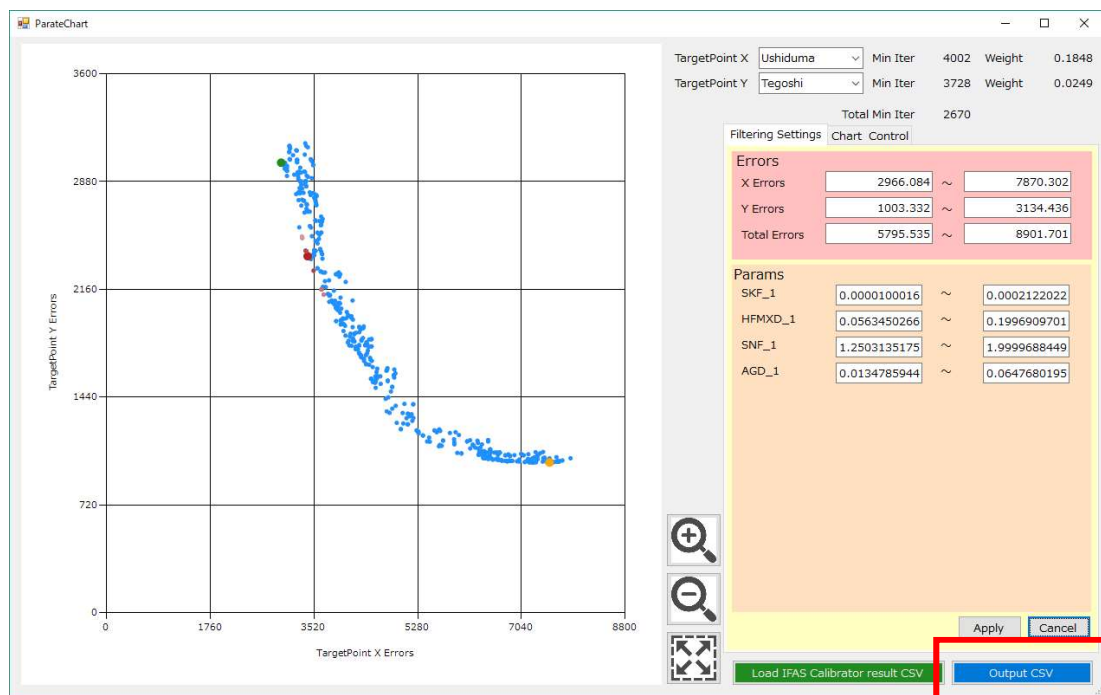 ParateChart
TargetPoint X Ushiduma Min Iter 4002 Weight 0.1848
TargetPoint Y Tegoshi Min Iter 3728 Weight 0.0249
Total Min Iter 2670
Filtering Settings Chart Control
Errors
X Errors 2966.084 ～ 7870.302
Y Errors 1003.332 ～ 3134.436
Total Errors 5795.535 ～ 8901.701
Params
SKF_1 0.0000100016 ～ 0.0002122022
HFMXD_1 0.0563450266 ～ 0.1996909701
SNF_1 1.2503135175 ～ 1.9999688449
AGD_1 0.0134785944 ～ 0.0647680195
Apply Cancel
Load IFAS Calibrator result CSV Output CSV
TargetPoint Y Errors
3600
2880
2160
1440
720
0
0 1760 3520 5280 7040 8800
TargetPoint X Errors